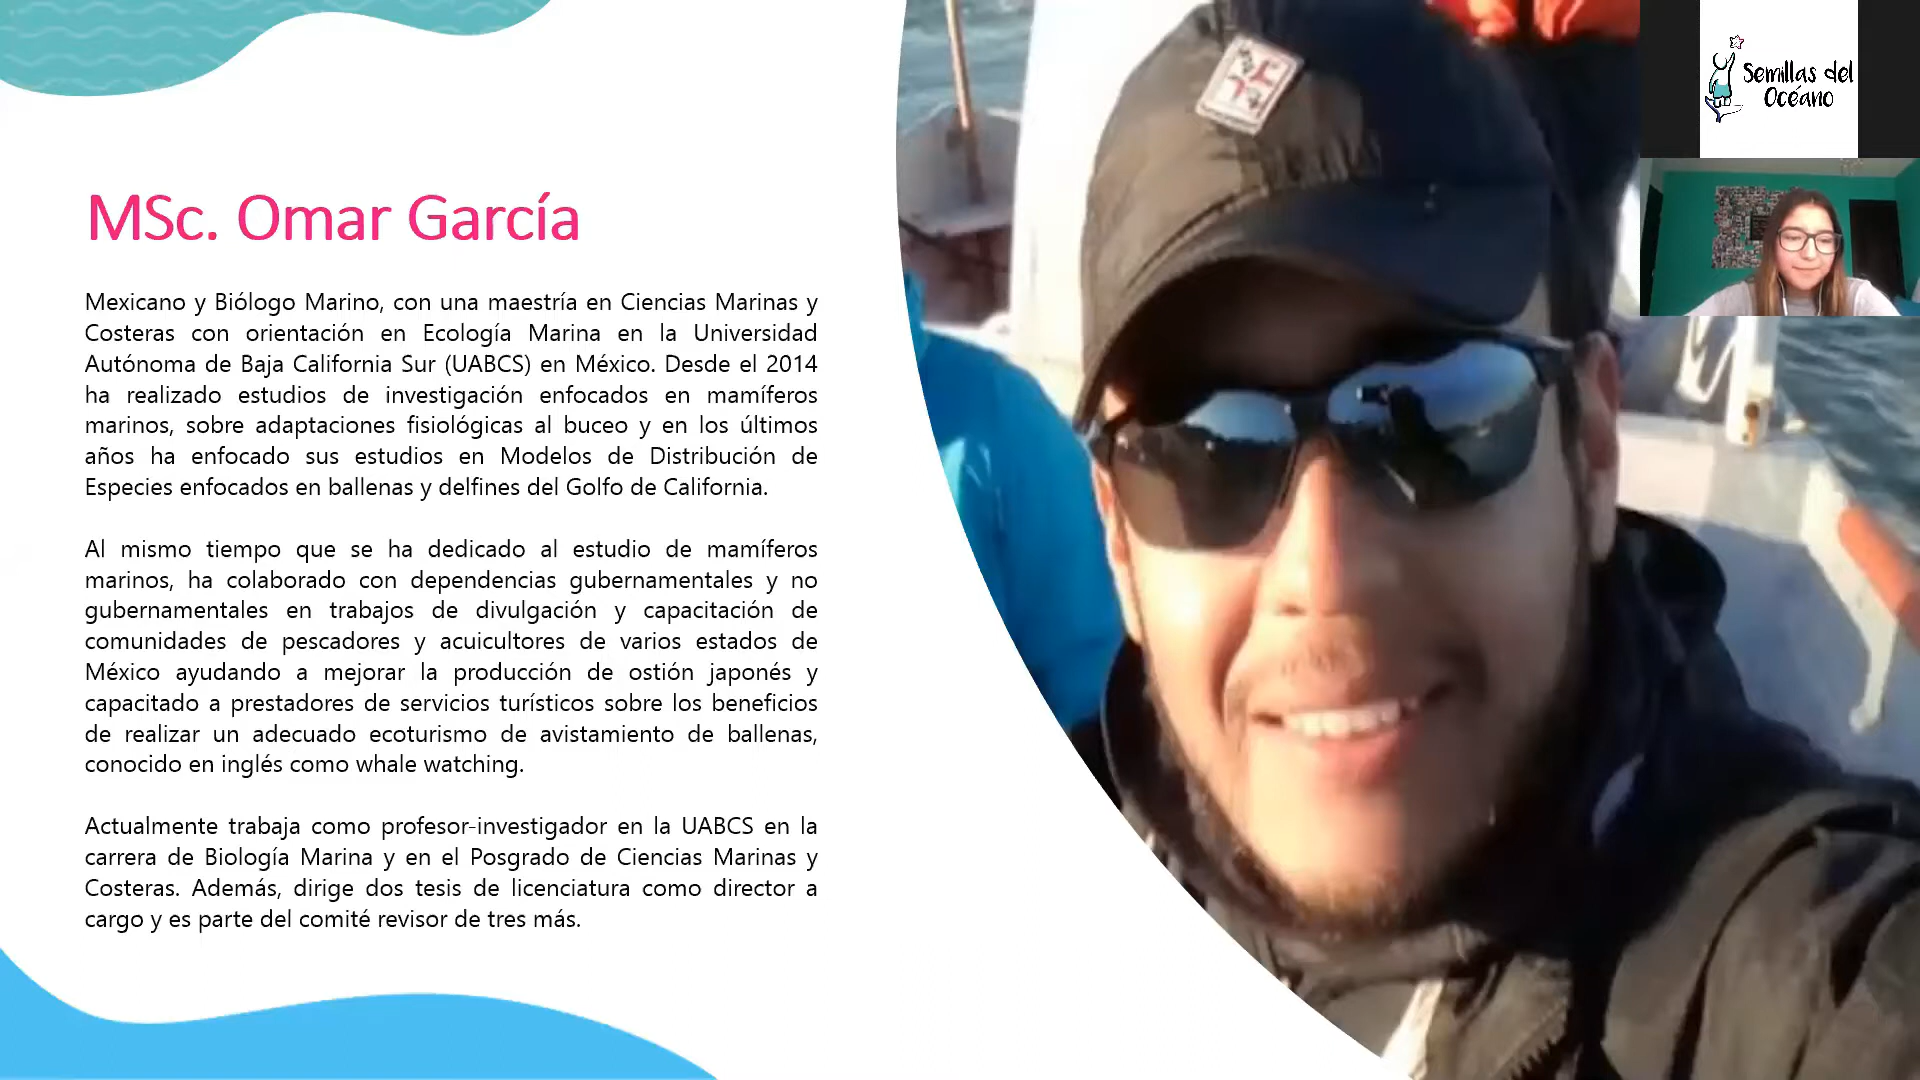 MSc. Omar García
Mexicano y Biólogo Marino, con una maestría en Ciencias Marinas y
Costeras con orientación en Ecología Marina en la Universidad
Autónoma de Baja California Sur (UABCS) en México. Desde el 2014
ha realizado estudios de investigación enfocados en mamíferos
marinos, sobre adaptaciones fisiológicas al buceo y en los últimos
años ha enfocado sus estudios en Modelos de Distribución de
Especies enfocados en ballenas y delfines del Golfo de California.
Al mismo tiempo que se ha dedicado al estudio de mamíferos
marinos, ha colaborado con dependencias gubernamentales y no
gubernamentales en trabajos de divulgación y capacitación de
comunidades de pescadores y acuicultores de varios estados de
México ayudando a mejorar la producción de ostión japonés y
capacitado a prestadores de servicios turísticos sobre los beneficios
de realizar un adecuado ecoturismo de avistamiento de ballenas,
conocido en inglés como whale watching.
Actualmente trabaja como profesor-investigador en la UABCS en la
carrera de Biología Marina y en el Posgrado de Ciencias Marinas y
Costeras. Además, dirige dos tesis de licenciatura como director a
cargo y es parte del comité revisor de tres más.
Semillas del
Océano